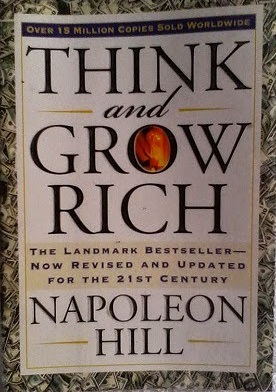 OVER 15 MILLION COPIES SOLD WORLDWIDE
THINK
and
GROW
RICH
THE LANDMARK BESTSELLER—
NOW REVISED AND UPDATED
FOR THE 21ST CENTURY
NAPOLEON
HILL